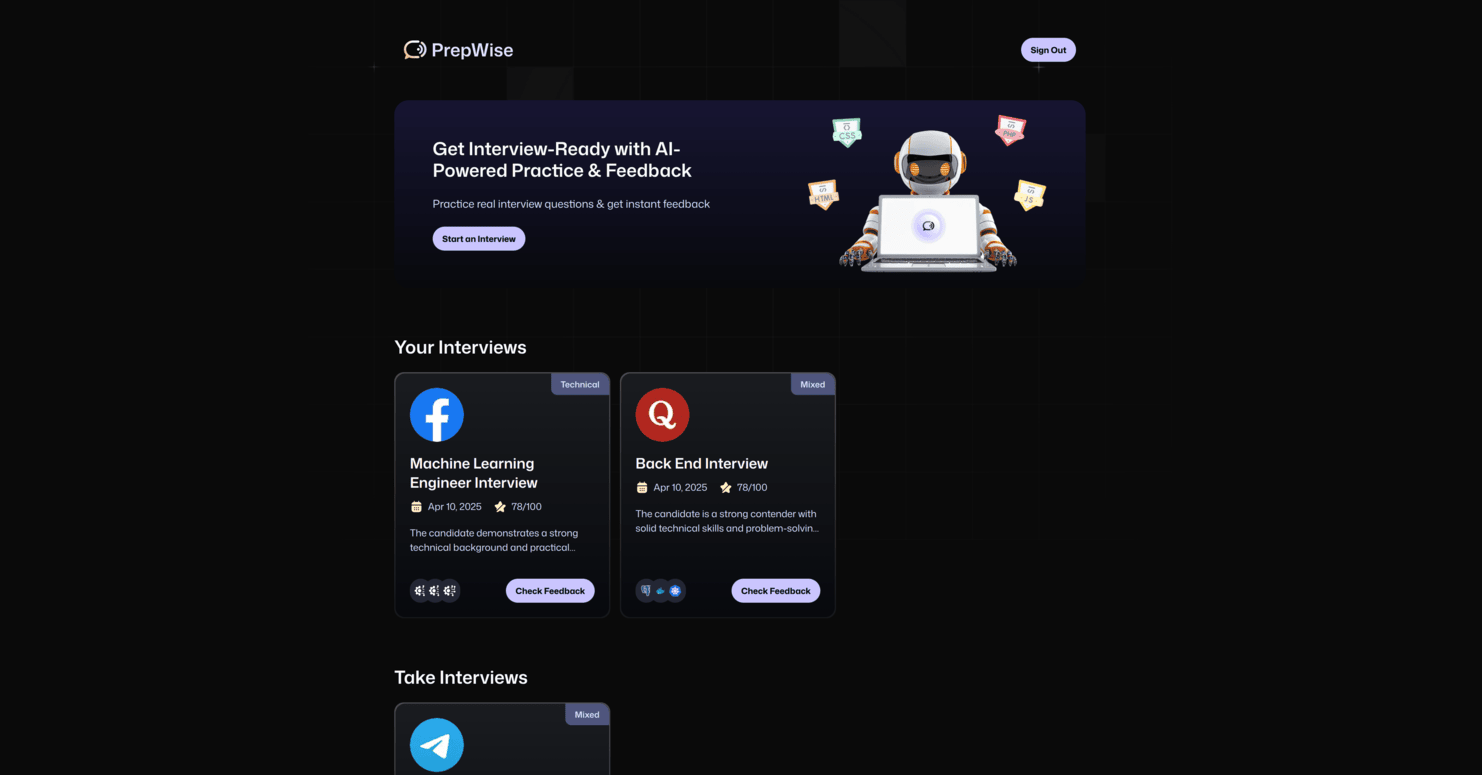 PrepWise
Sign Out
Get Interview-Ready with AI-
Powered Practice & Feedback
Practice real interview questions & get instant feedback
Start an Interview
CSS
PHP
HTML
JS
Your Interviews
Technical
Machine Learning
Engineer Interview
Apr 10, 2025 78/100
The candidate demonstrates a strong
technical background and practical...
Check Feedback
Mixed
Back End Interview
Apr 10, 2025 78/100
The candidate is a strong contender with
solid technical skills and problem-solvin...
Check Feedback
Take Interviews
Mixed